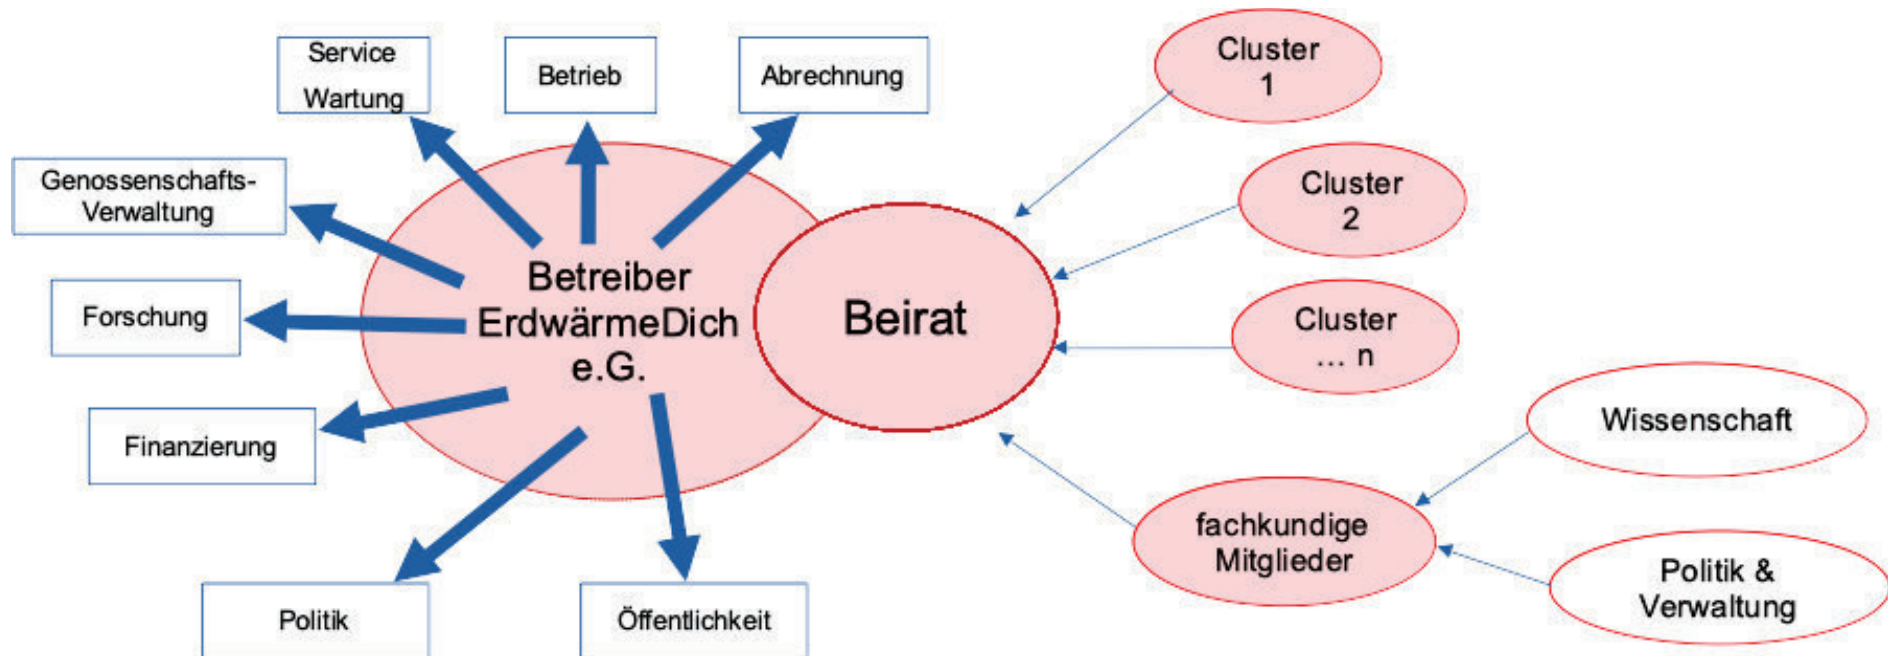 Service
Wartung
Betrieb
Abrechnung
Genossenschafts-
Verwaltung
Forschung
Finanzierung
Politik
Öffentlichkeit
Betreiber
ErdwärmeDich
e.G.
Beirat
Cluster
1
Cluster
2
Cluster
... n
fachkundige
Mitglieder
Wissenschaft
Politik &
Verwaltung